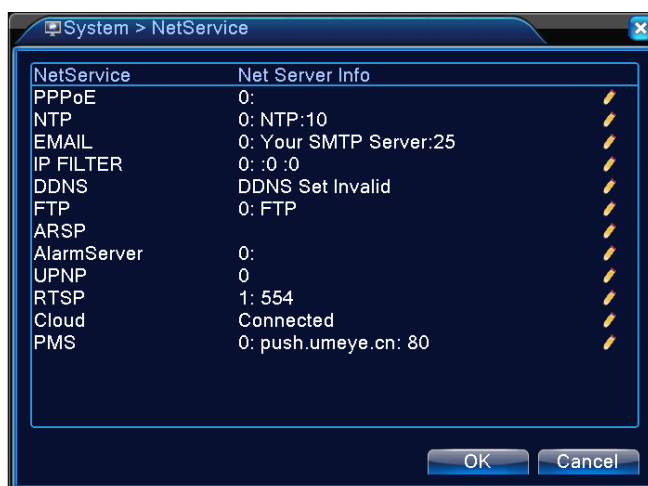 System > NetService
NetService Net Server Info
PPPoE 0:
NTP 0: NTP:10
EMAIL 0: Your SMTP Server:25
IP FILTER 0: :0 :0
DDNS DDNS Set Invalid
FTP 0: FTP
ARSP
AlarmServer 0:
UPNP 0
RTSP 1: 554
Cloud Connected
PMS 0: push.umeye.cn: 80
OK Cancel